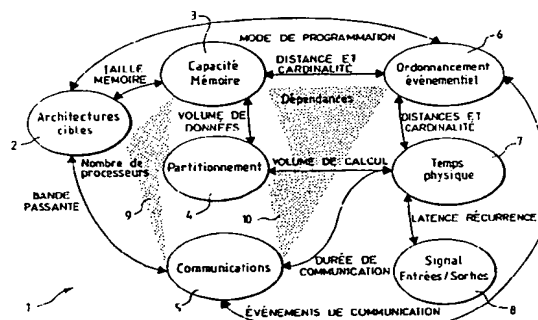 3
MODE DE PROGRAMMATION
6
TAILLE
MÉMOIRE
Capacité
Mémoire
DISTANCE ET
CARDINALITÉ
Ordonnancement
événementiel
Architectures
cibles
2
VOLUME DE
DONNÉES
Dépendances
DISTANCES ET
CARDINALITÉ
Nombre de
processeurs
Partitionnement
4
VOLUME DE CALCUL
Temps
physique
7
BANDE
PASSANTE
9
10
LATENCE RÉCURRENCE
Communications
5
DURÉE DE
COMMUNICATION
Signal
Entrées/Sorties
8
1
ÉVÉNEMENTS DE COMMUNICATION